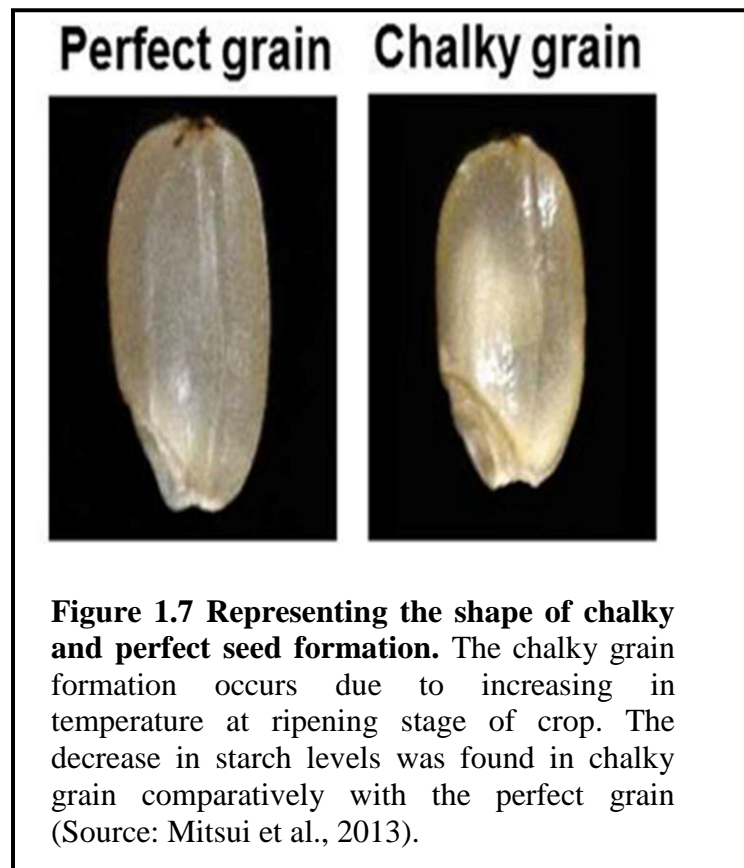 Perfect grain Chalky grain
Figure 1.7 Representing the shape of chalky
and perfect seed formation. The chalky grain
formation occurs due to increasing in
temperature at ripening stage of crop. The
decrease in starch levels was found in chalky
grain comparatively with the perfect grain
(Source: Mitsui et al., 2013).